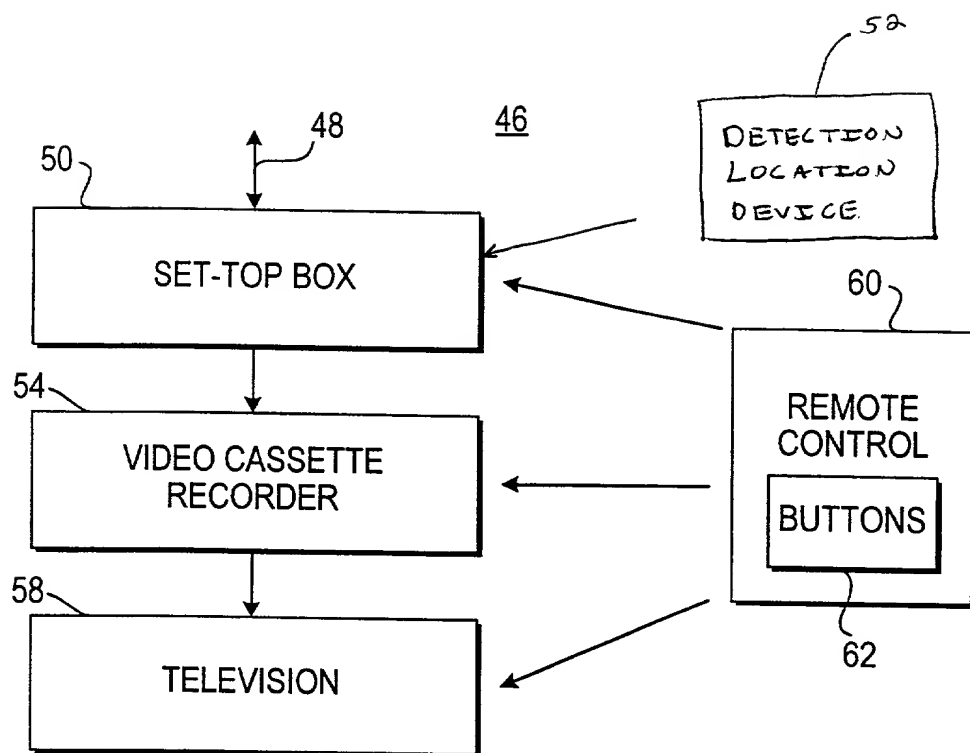 52
46
48
DETECTION
LOCATION
DEVICE
50
SET-TOP BOX
60
54
REMOTE
CONTROL
VIDEO CASSETTE
RECORDER
BUTTONS
58
62
TELEVISION